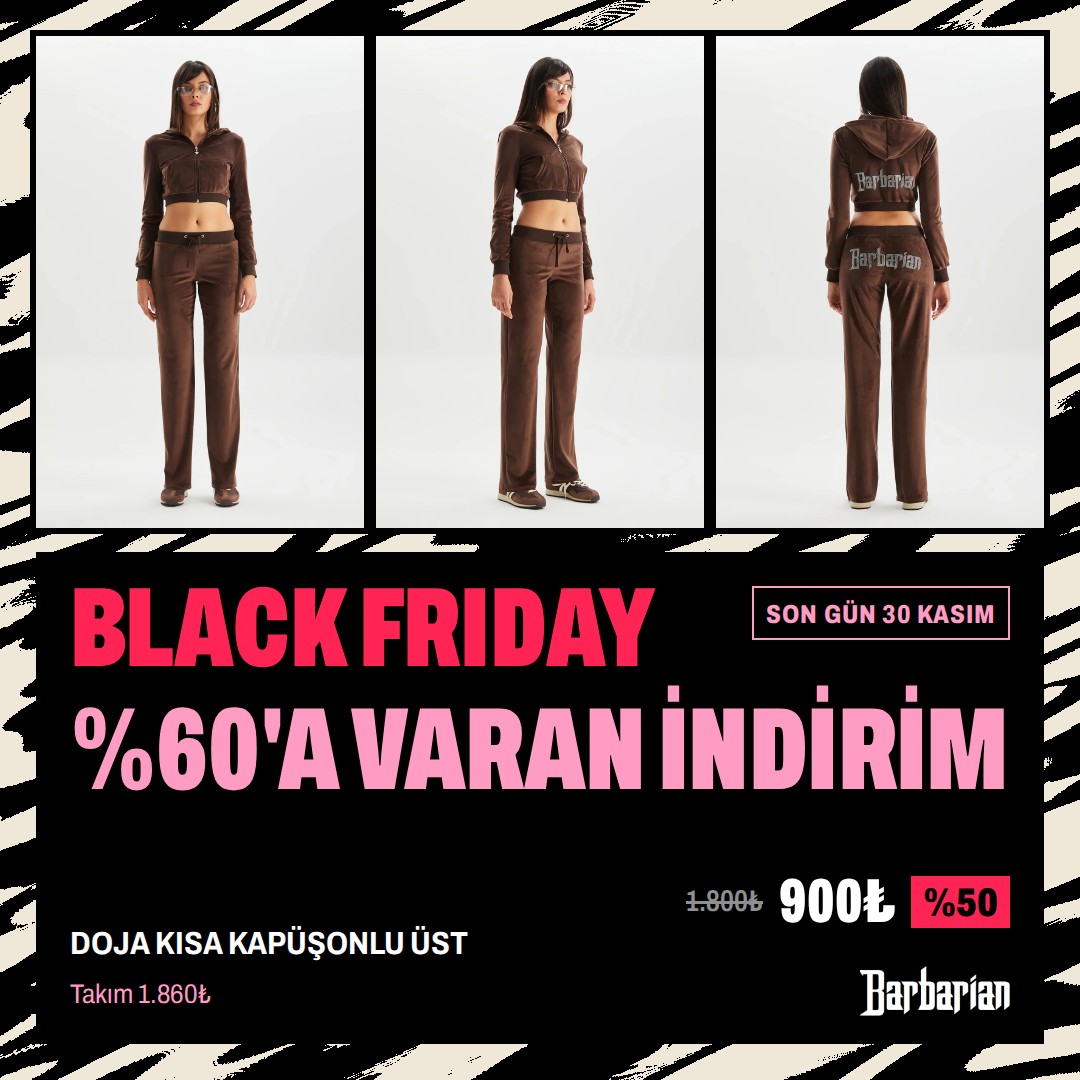 Barbarian
Barbarian
BLACK FRIDAY
SON GÜN 30 KASIM
%60'A VARAN İNDİRİM
1.800₺ 900₺ %50
DOJA KISA KAPÜŞONLU ÜST
Takım 1.860₺
Barbarian